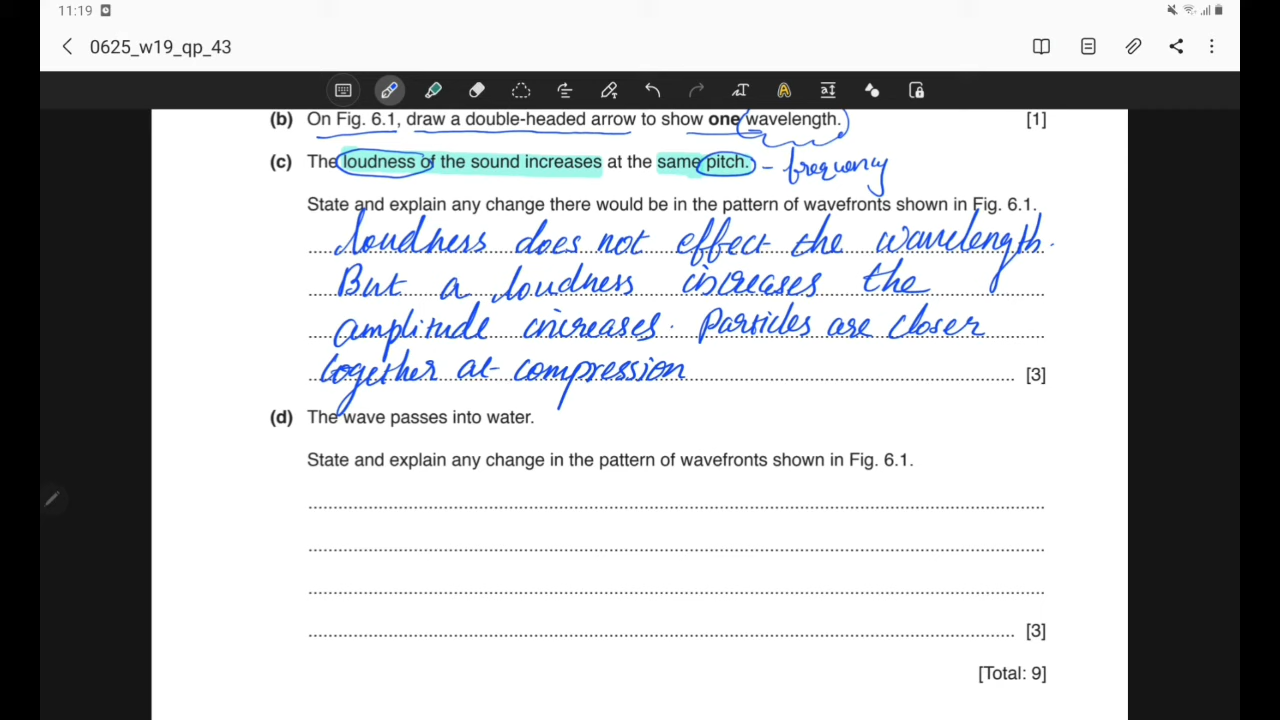 11:19
0625_w19_qp_43
(b) On Fig. 6.1, draw a double-headed arrow to show one wavelength. [1]
(c) The loudness of the sound increases at the same pitch. - frequency
State and explain any change there would be in the pattern of wavefronts shown in Fig. 6.1.
loudness does not effect the wavelength.
But a loudness increases the
amplitude increases. Particles are closer
together at compression [3]
(d) The wave passes into water.
State and explain any change in the pattern of wavefronts shown in Fig. 6.1.
[3]
[Total: 9]